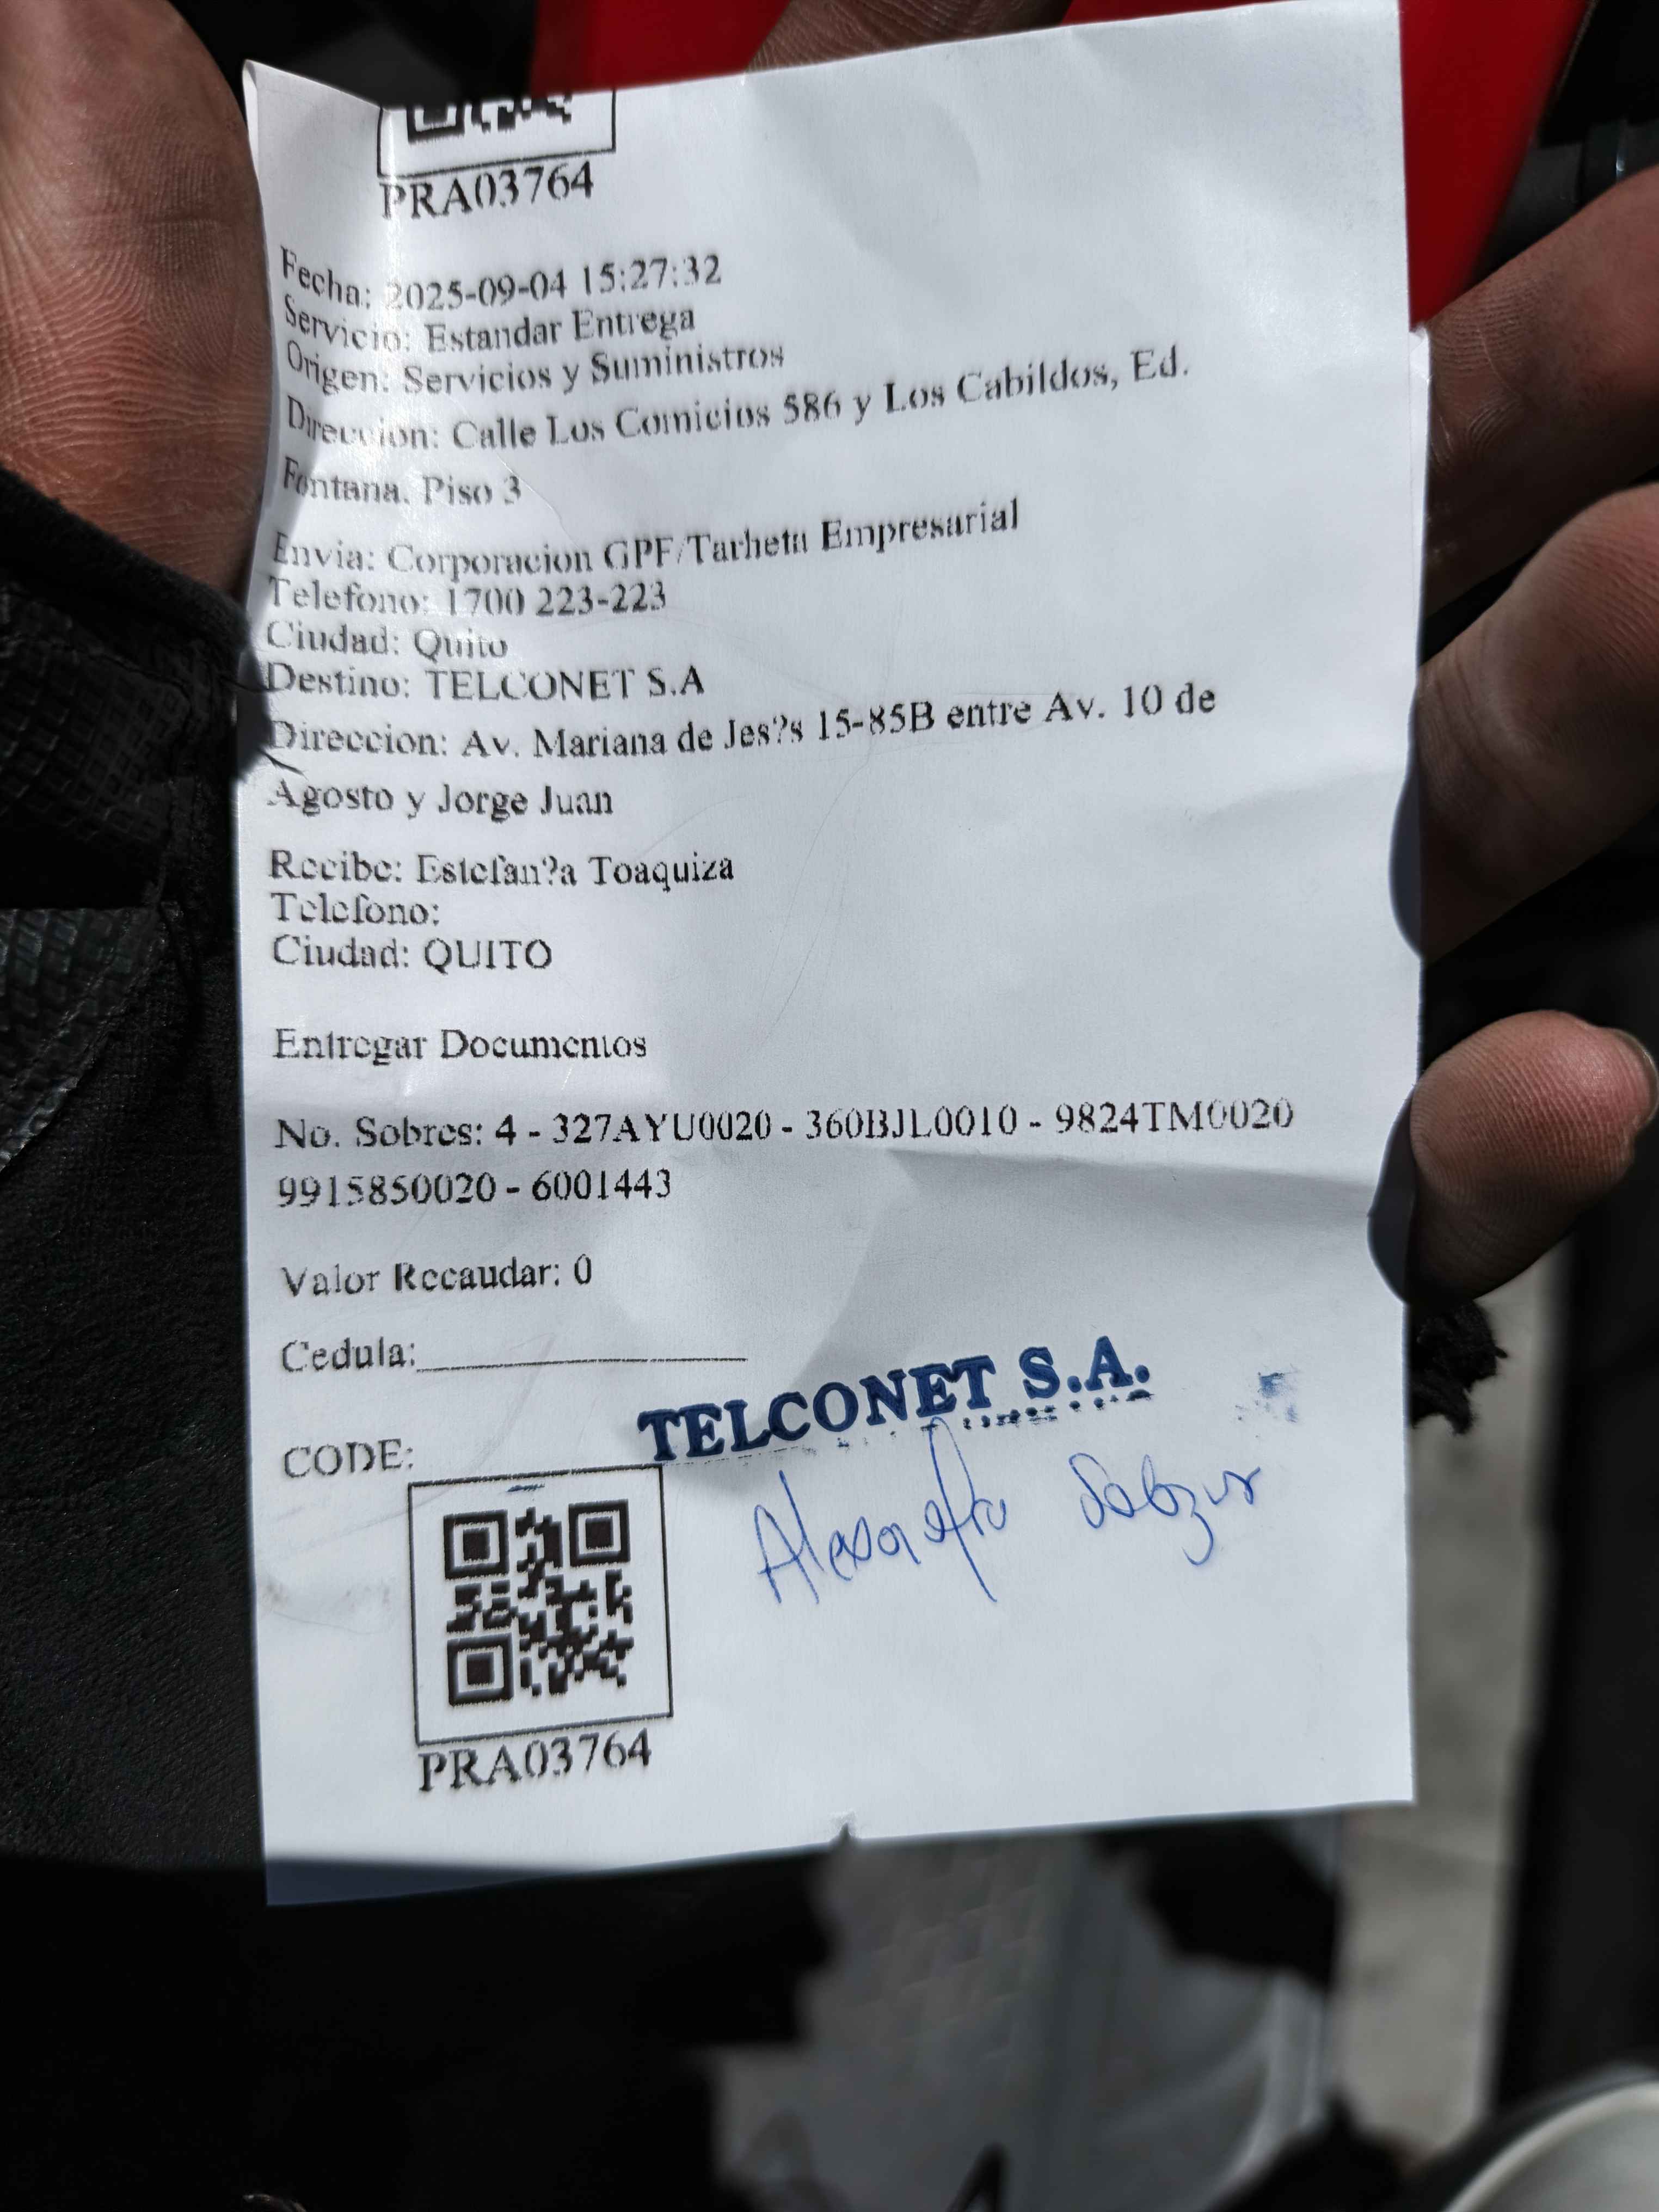 PRA03764
Fecha: 2025-09-04 15:27:32
Servicio: Estandar Entrega
Origen: Servicios y Suministros
Direccion: Calle Los Comicios 586 y Los Cabildos, Ed.
Fontana. Piso 3
Envia: Corporacion GPF/Tarheta Empresarial
Telefono: 1700 223-223
Ciudad: Quito
Destino: TELCONET S.A
Direccion: Av. Mariana de Jes?s 15-85B entre Av. 10 de
Agosto y Jorge Juan
Recibe: Estefan?a Toaquiza
Telefono:
Ciudad: QUITO
Entregar Documentos
No. Sobres: 4 - 327AYU0020 - 360BJL0010 - 9824TM0020
9915850020 - 6001443
Valor Recaudar: 0
Cedula:
TELCONET S.A.
CODE:
Alexandra
PRA03764